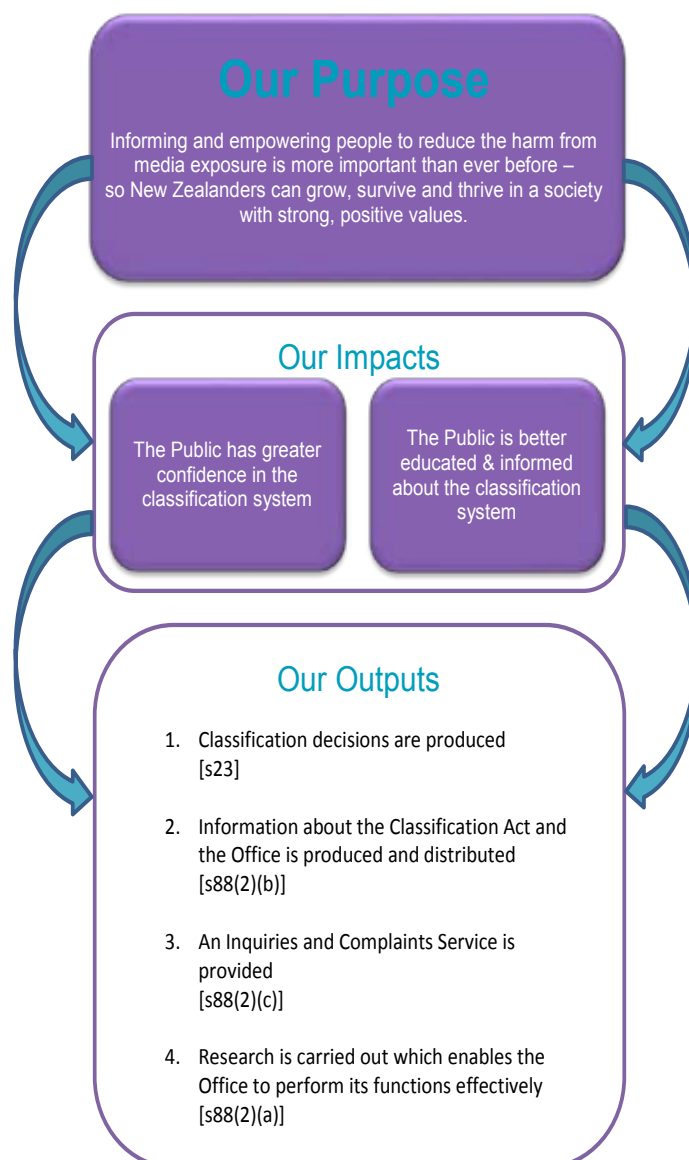 Our Purpose
Informing and empowering people to reduce the harm from
media exposure is more important than ever before –
so New Zealanders can grow, survive and thrive in a society
with strong, positive values.
Our Impacts
The Public has greater
confidence in the
classification system
The Public is better
educated & informed
about the classification
system
Our Outputs
1. Classification decisions are produced
[s23]
2. Information about the Classification Act and
the Office is produced and distributed
[s88(2)(b)]
3. An Inquiries and Complaints Service is
provided
[s88(2)(c)]
4. Research is carried out which enables the
Office to perform its functions effectively
[s88(2)(a)]